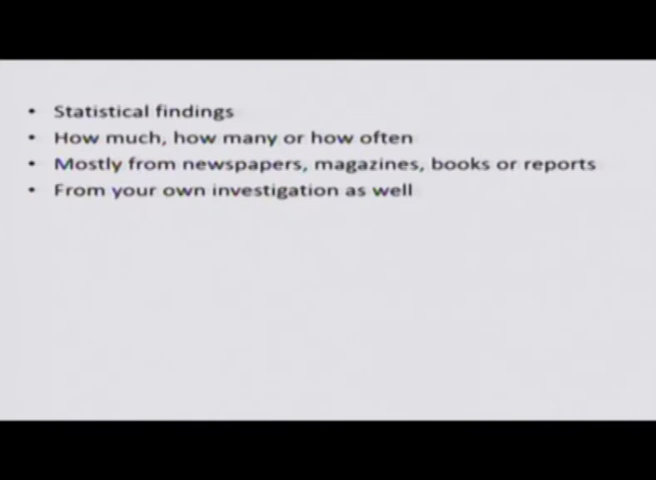 • Statistical findings
• How much, how many or how often
• Mostly from newspapers, magazines, books or reports
• From your own investigation as well